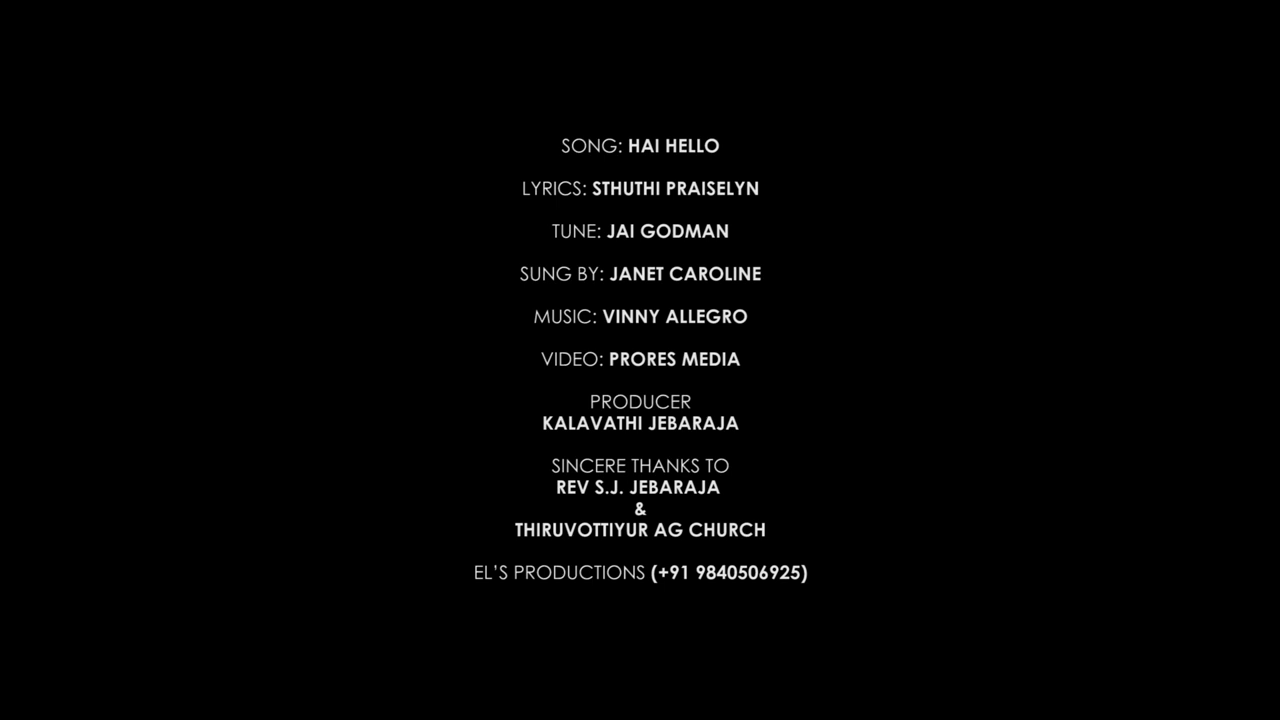 SONG: HAI HELLO
LYRICS: STHUTHI PRAISELYN
TUNE: JAI GODMAN
SUNG BY: JANET CAROLINE
MUSIC: VINNY ALLEGRO
VIDEO: PRORES MEDIA
PRODUCER
KALAVATHI JEBARAJA
SINCERE THANKS TO
REV S.J. JEBARAJA
&
THIRUVOTTIYUR AG CHURCH
EL’S PRODUCTIONS (+91 9840506925)